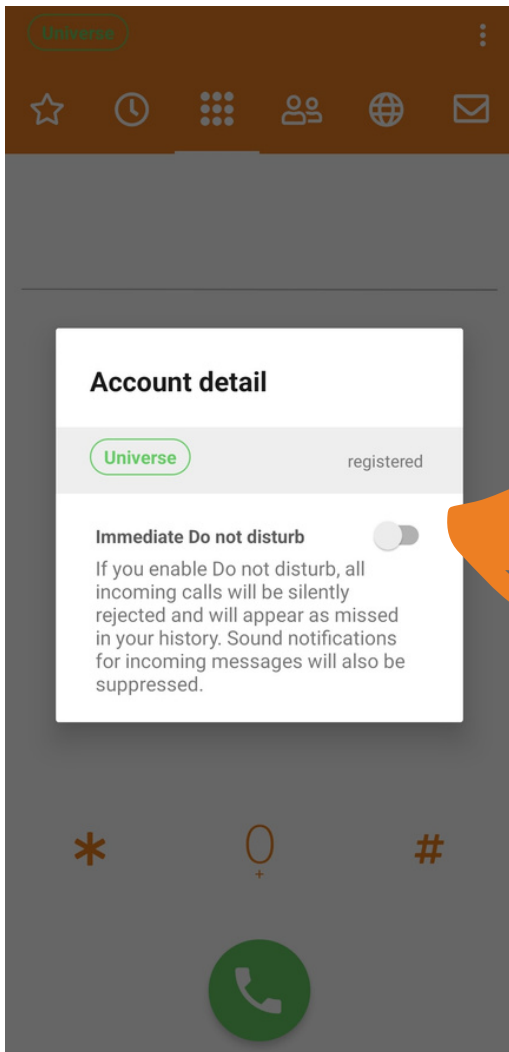 Universe
Account detail
Universe
registered
Immediate Do not disturb
If you enable Do not disturb, all
incoming calls will be silently
rejected and will appear as missed
in your history. Sound notifications
for incoming messages will also be
suppressed.
* 0 #
+